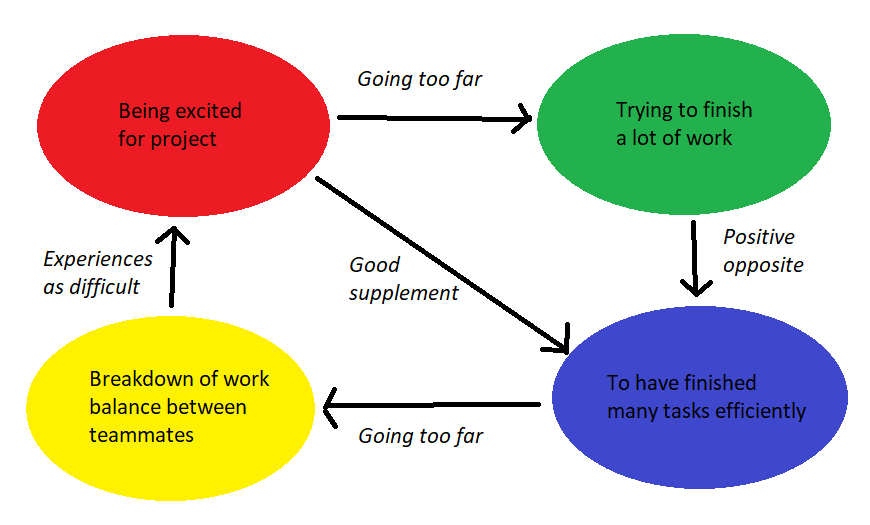 Going too far
Being excited
for project
Trying to finish
a lot of work
Experiences
as difficult
Good
supplement
Positive
opposite
Breakdown of work
balance between
teammates
To have finished
many tasks efficiently
Going too far